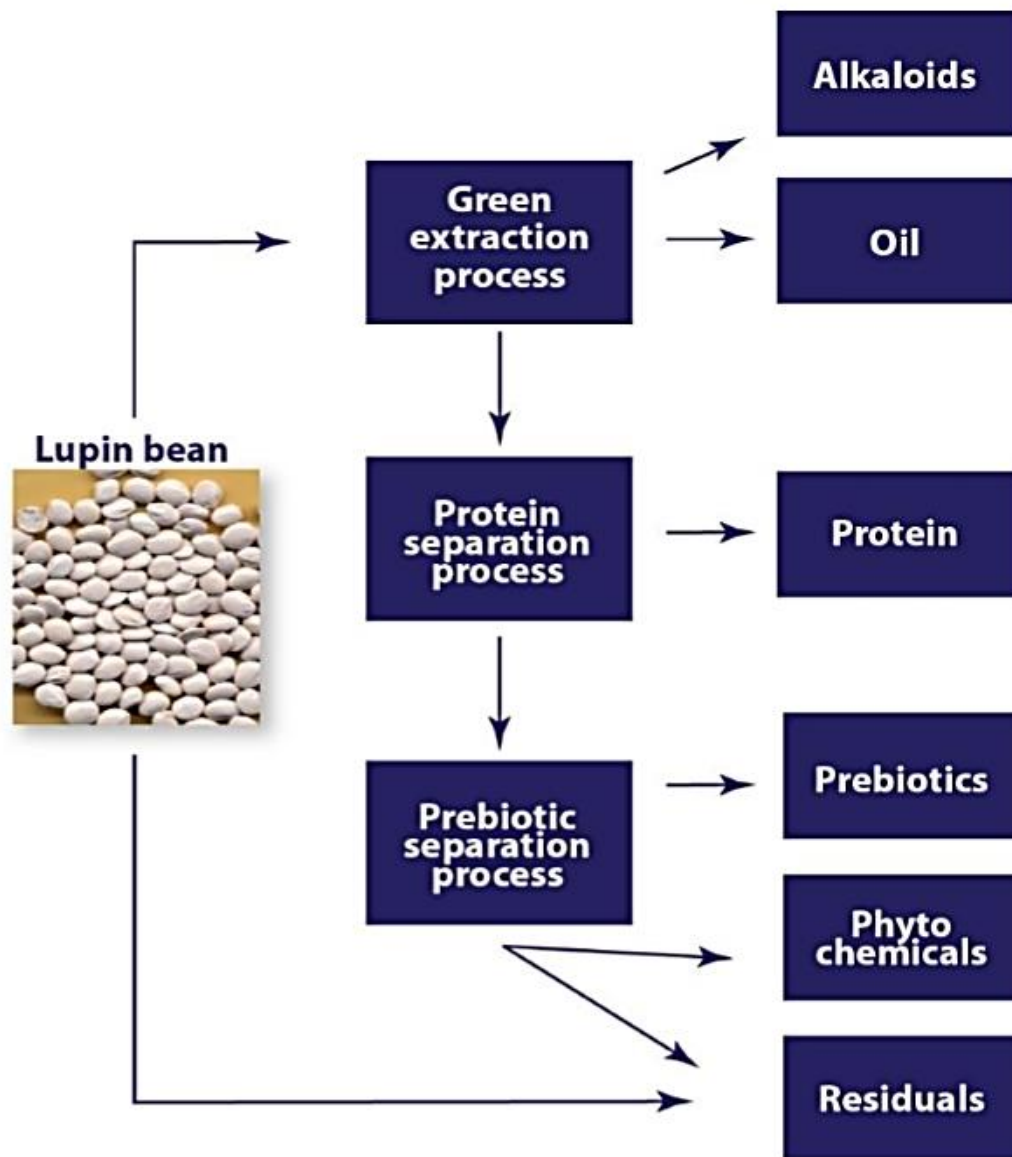 Alkaloids
Green
extraction
process
Oil
Lupin bean
Protein
separation
process
Protein
Prebiotic
separation
process
Prebiotics
Phyto
chemicals
Residuals